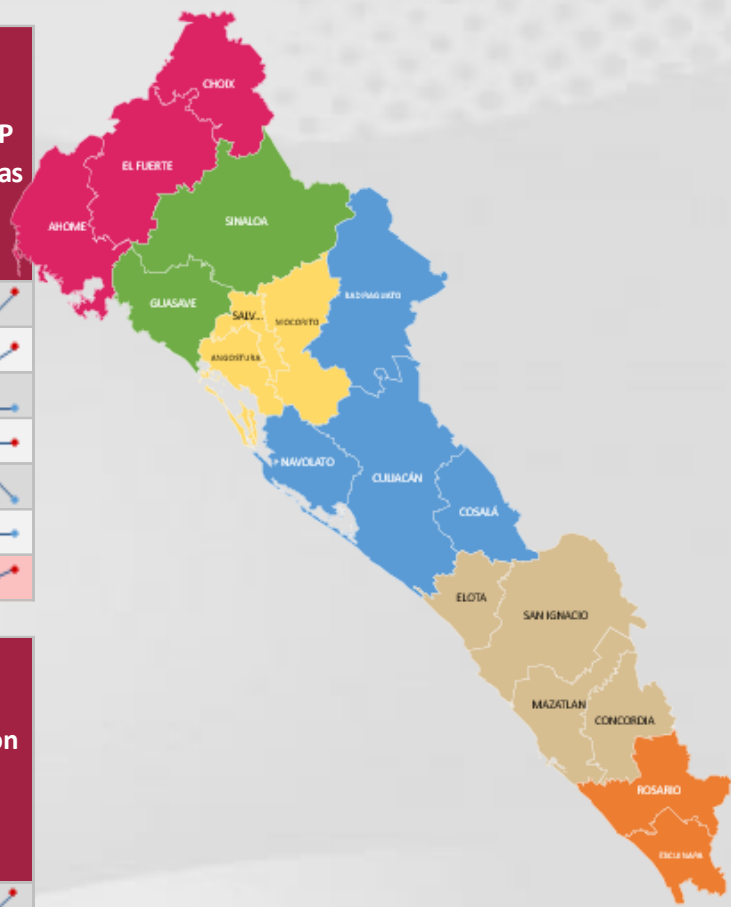 P
as
ón
CHOIX
EL FUERTE
AHOME
SINALOA
GUASAVE
SALV...
MOCORITO
BADIRAGUATO
ANGOSTURA
NAVOLATO
CULIACÁN
COSALÁ
ELOTA
SAN IGNACIO
MAZATLAN
CONCORDIA
ROSARIO
ESCUINAPA